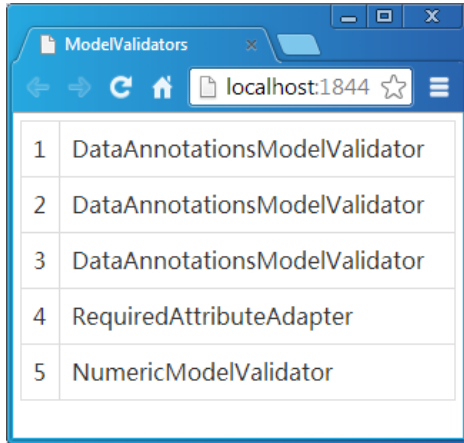 ModelValidators
localhost:1844
1 DataAnnotationsModelValidator
2 DataAnnotationsModelValidator
3 DataAnnotationsModelValidator
4 RequiredAttributeAdapter
5 NumericModelValidator